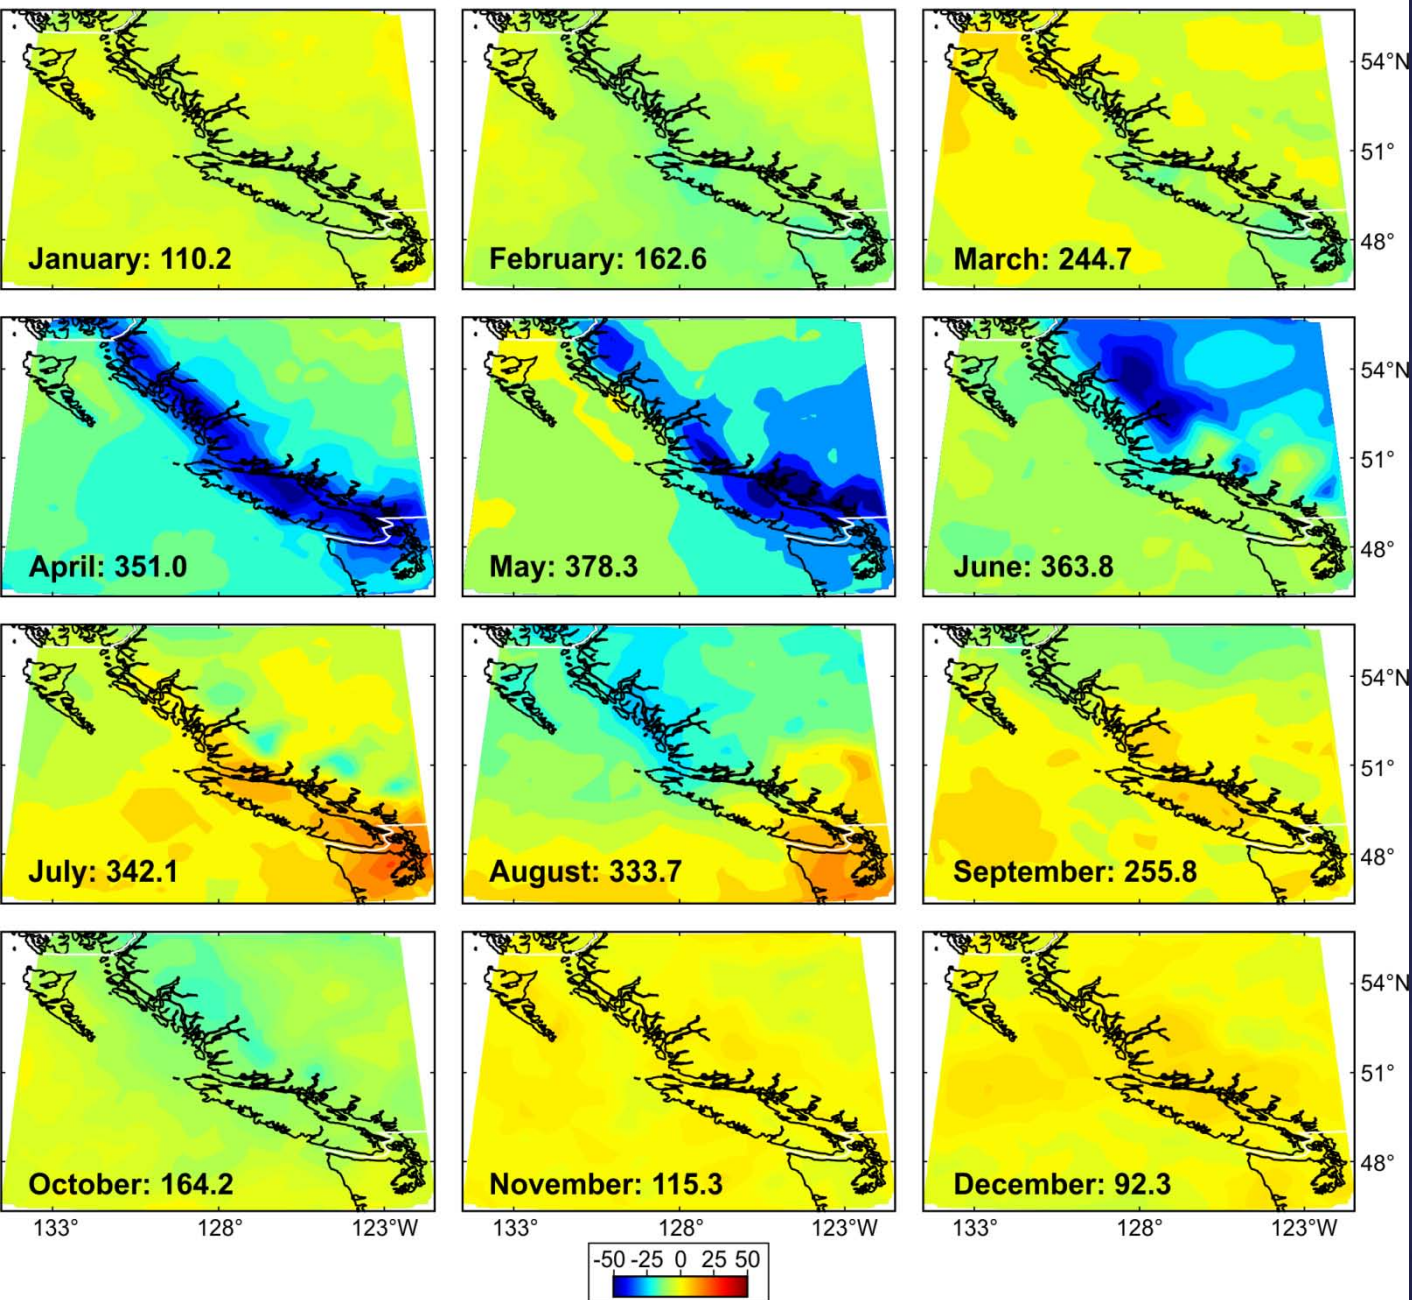 54°N
51°
48°
January: 110.2
February: 162.6
March: 244.7
54°N
51°
48°
April: 351.0
May: 378.3
June: 363.8
54°N
51°
48°
July: 342.1
August: 333.7
September: 255.8
54°N
51°
48°
October: 164.2
November: 115.3
December: 92.3
133° 128° 123°W 133° 128° 123°W 133° 128° 123°W
-50 -25 0 25 50